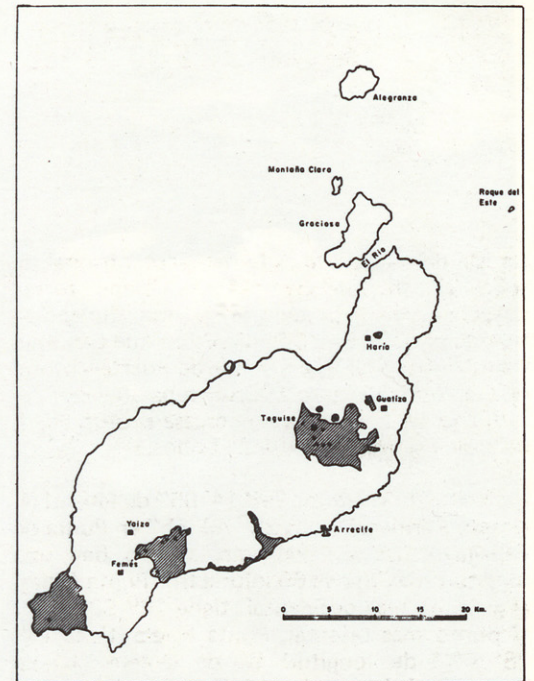 Alegranza
Montaña Clara
Roque del
Este
Graciosa
El Río
Haría
Guatiza
Teguise
Arrecife
Yaiza
Femés
0 5 10 15 20 Km.